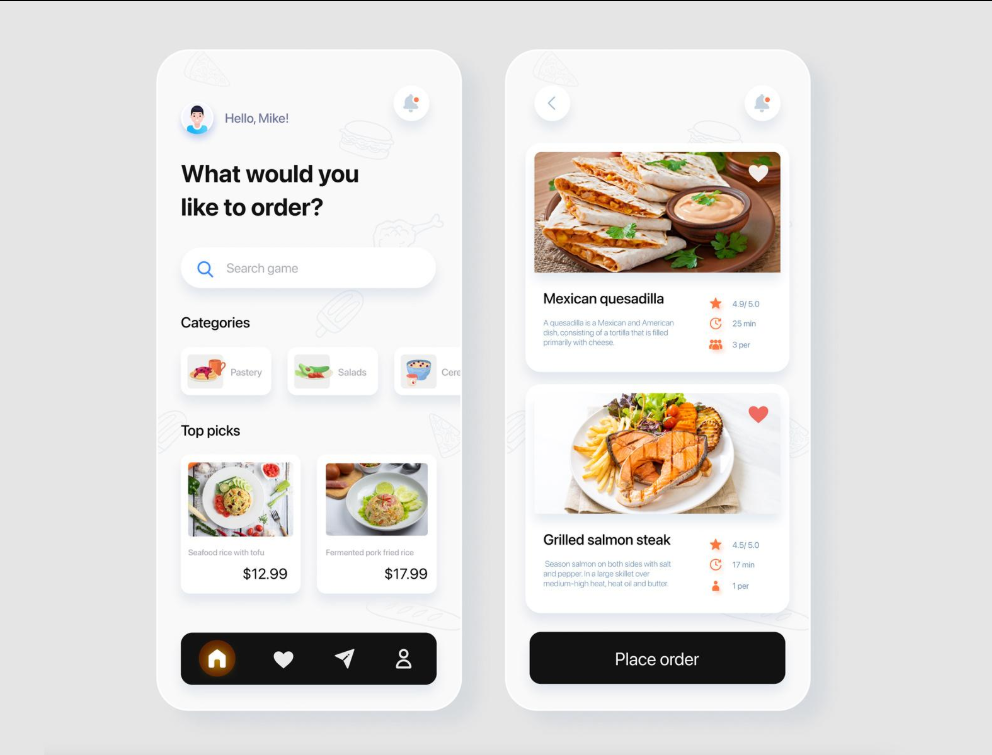 Hello, Mike!
What would you
like to order?
Search game
Categories
Pastery
Salads
Cere
Top picks
Seafood rice with tofu
$12.99
Fermented pork fried rice
$17.99
Mexican quesadilla
A quesadilla is a Mexican and American
dish, consisting of a tortilla that is filled
primarily with cheese.
4.9/ 5.0
25 min
3 per
Grilled salmon steak
Season salmon on both sides with salt
and pepper. In a large skillet over
medium-high heat, heat oil and butter.
4.5/ 5.0
17 min
1 per
Place order